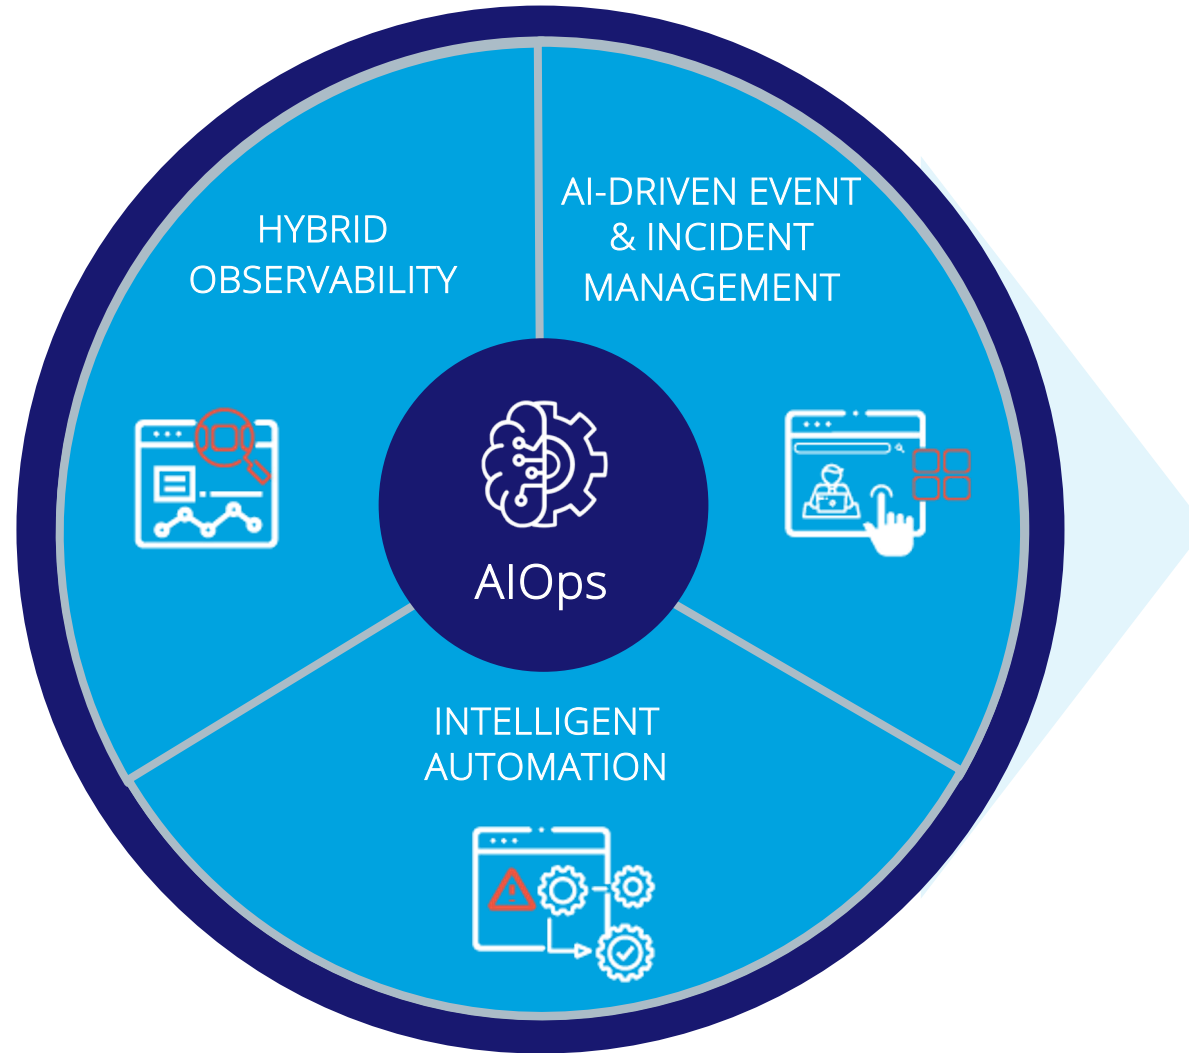 HYBRID
OBSERVABILITY
AI-DRIVEN EVENT
& INCIDENT
MANAGEMENT
AIOps
INTELLIGENT
AUTOMATION